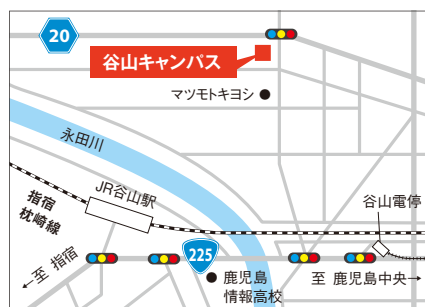 20
谷山キャンパス
マツモトキヨシ
永田川
JR谷山駅
指宿
枕崎線
谷山電停
至 指宿
225
鹿児島
情報高校
至 鹿児島中央